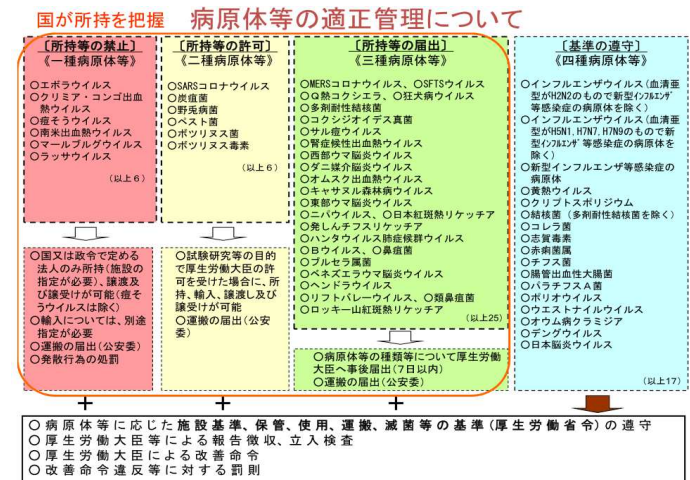 国が所持を把握 病原体等の適正管理について
〔所持等の禁止〕
《一種病原体等》
○エボラウイルス
○クリミア・コンゴ出血
熱ウイルス
○痘そうウイルス
○南米出血熱ウイルス
○マールブルグウイルス
○ラッサウイルス
（以上６）
○国又は政令で定める
法人のみ所持（施設の
指定が必要）、譲渡及
び譲受けが可能（痘そ
うウイルスは除く）
○輸入については、別途
指定が必要
○運搬の届出（公安委）
○発散行為の処罰
〔所持等の許可〕
《二種病原体等》
○SARSコロナウイルス
○炭疽菌
○野兎病菌
○ペスト菌
○ボツリヌス菌
○ボツリヌス毒素
（以上６）
○試験研究等の目的
で厚生労働大臣の許可
を受けた場合に、所
持、輸入、譲渡し及び
譲受けが可能
○運搬の届出（公安
委）
〔所持等の届出〕
《三種病原体等》
○MERSコロナウイルス、○SFTSウイルス
○Ｑ熱コクシエラ、○狂犬病ウイルス
○多剤耐性結核菌
○コクシジオイデス真菌
○サル痘ウイルス
○腎症候性出血熱ウイルス
○西部ウマ脳炎ウイルス
○ダニ媒介脳炎ウイルス
○オムスク出血熱ウイルス
○キャサヌル森林病ウイルス
○東部ウマ脳炎ウイルス
○ニパウイルス、○日本紅斑熱リケッチア
○発しんチフスリケッチア
○ハンタウイルス肺症候群ウイルス
○Ｂウイルス、○鼻疽菌
○ブルセラ属菌
○ベネズエラウマ脳炎ウイルス
○ヘンドラウイルス
○リフトバレーウイルス、○類鼻疽菌
○ロッキー山紅斑熱リケッチア
（以上25）
○病原体等の種類等について厚生労働
大臣へ事後届出（７日以内）
○運搬の届出（公安委）
〔基準の遵守〕
《四種病原体等》
○インフルエンザウイルス（血清亜
型がH2N2のもので新型インフルエンザ
等感染症の病原体を除く）
○インフルエンザウイルス（血清亜
型がH5N1，H7N7，H7N9のもので新
型インフルエンザ等感染症の病原体を
除く）
○新型インフルエンザ等感染症の
病原体
○黄熱ウイルス
○クリプトスポリジウム
○結核菌（多剤耐性結核菌を除く）
○コレラ菌
○志賀毒素
○赤痢菌属
○チフス菌
○腸管出血性大腸菌
○パラチフスＡ菌
○ポリオウイルス
○ウエストナイルウイルス
○オウム病クラミジア
○デングウイルス
○日本脳炎ウイルス
（以上17）
＋ ＋ ＋
○病原体等に応じた施設基準、保管、使用、運搬、滅菌等の基準（厚生労働省令）の遵守
○厚生労働大臣等による報告徴収、立入検査
○厚生労働大臣による改善命令
○改善命令違反等に対する罰則